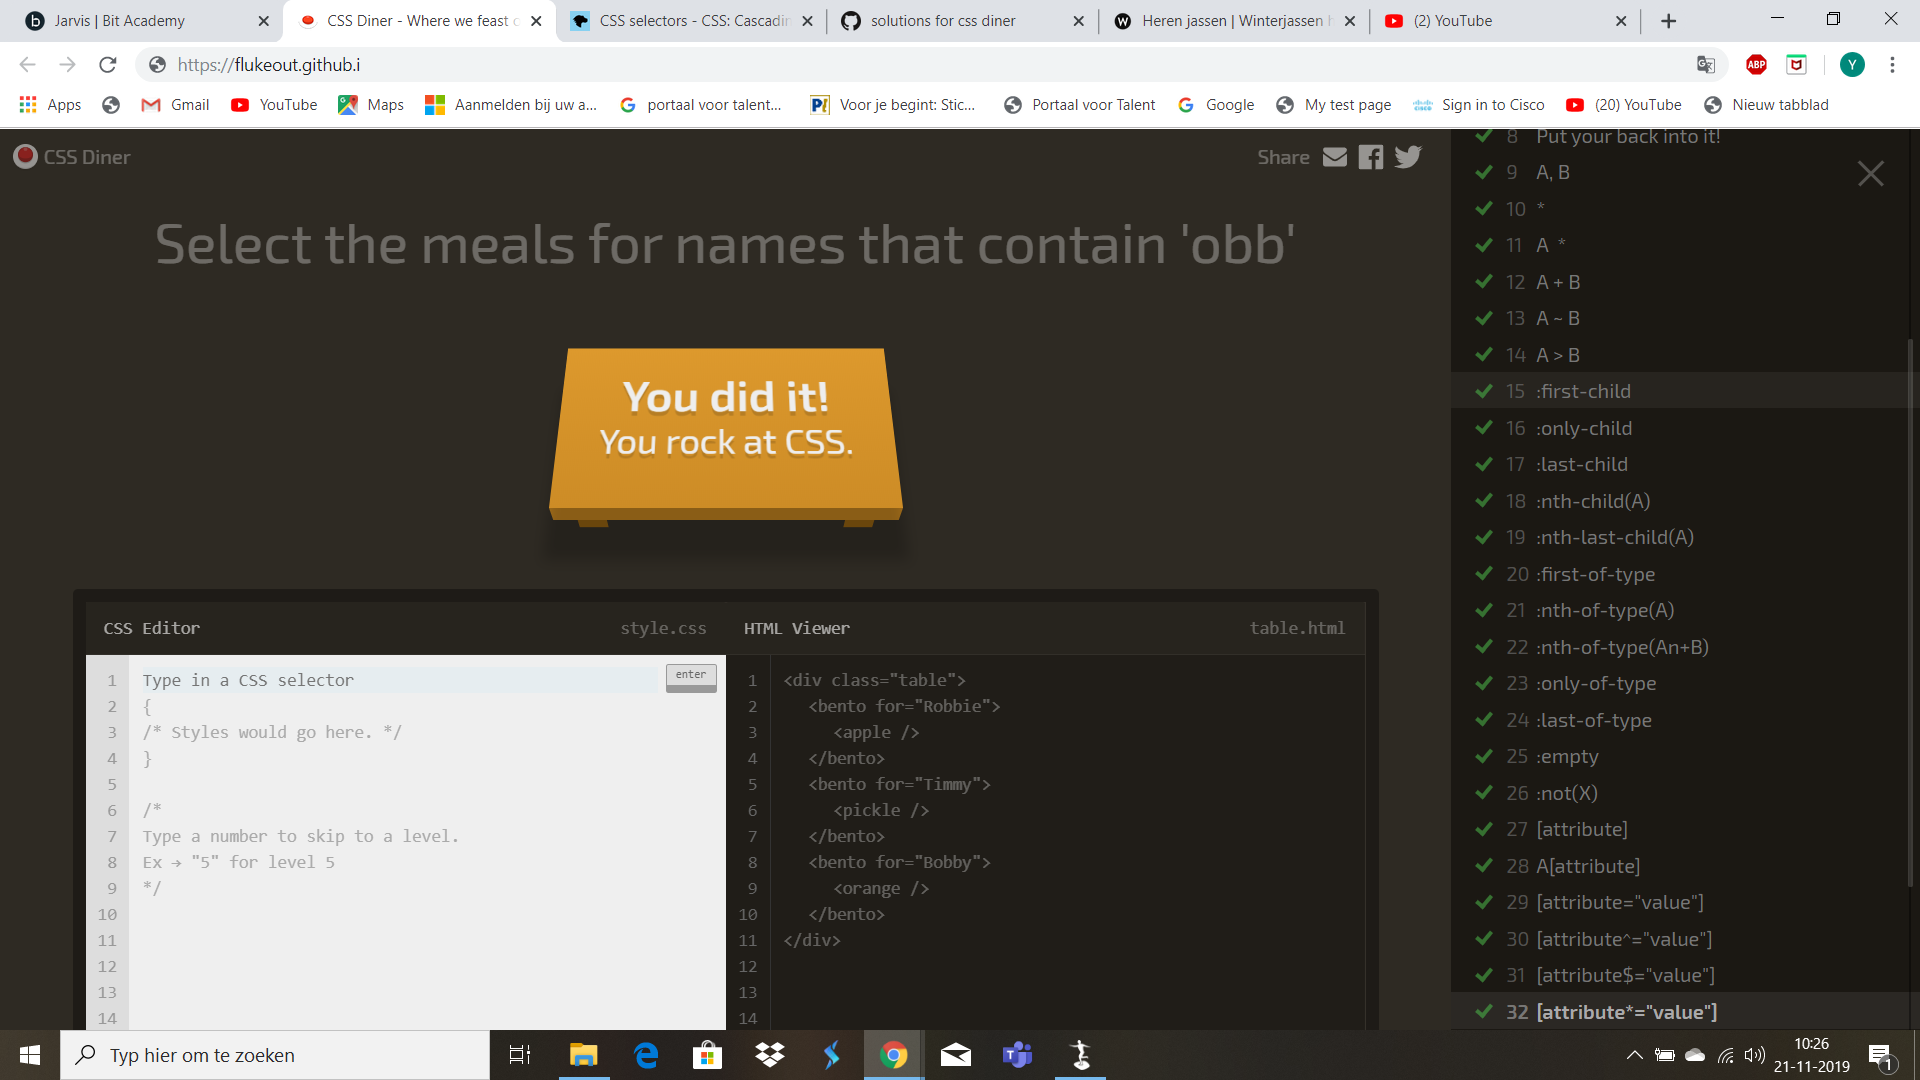 Jarvis | Bit Academy
CSS Diner - Where we feast o
CSS selectors - CSS: Cascadin
solutions for css diner
Heren jassen | Winterjassen h
(2) YouTube
https://flukeout.github.i
ABP
Y
Apps
Gmail
YouTube
Maps
Aanmelden bij uw a...
portaal voor talent...
Voor je begint: Stic...
Portaal voor Talent
Google
My test page
Sign in to Cisco
(20) YouTube
Nieuw tabblad
CSS Diner
Share
Select the meals for names that contain 'obb'
You did it!
You rock at CSS.
CSS Editor
style.css
1 Type in a CSS selector
enter
2 {
3 /* Styles would go here. */
4 }
5
6 /*
7 Type a number to skip to a level.
8 Ex → "5" for level 5
9 */
10
11
12
13
14
HTML Viewer
table.html
1 <div class="table">
2 <bento for="Robbie">
3 <apple />
4 </bento>
5 <bento for="Timmy">
6 <pickle />
7 </bento>
8 <bento for="Bobby">
9 <orange />
10 </bento>
11 </div>
12
13
14
8 Put your back into it!
9 A, B
10 *
11 A *
12 A + B
13 A ~ B
14 A > B
15 :first-child
16 :only-child
17 :last-child
18 :nth-child(A)
19 :nth-last-child(A)
20 :first-of-type
21 :nth-of-type(A)
22 :nth-of-type(An+B)
23 :only-of-type
24 :last-of-type
25 :empty
26 :not(X)
27 [attribute]
28 A[attribute]
29 [attribute="value"]
30 [attribute^="value"]
31 [attribute$="value"]
32 [attribute*="value"]
Typ hier om te zoeken
10:26
21-11-2019
1